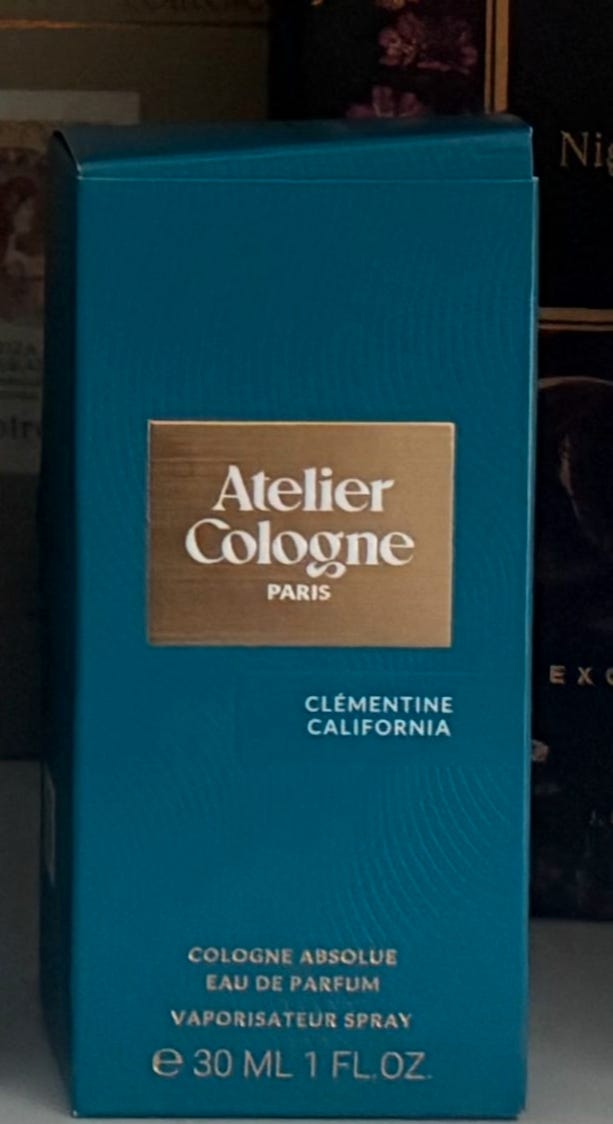 Atelier
Cologne
PARIS
CLÉMENTINE
CALIFORNIA
COLOGNE ABSOLUE
EAU DE PARFUM
VAPORISATEUR SPRAY
℮ 30 ML 1 FL.OZ.